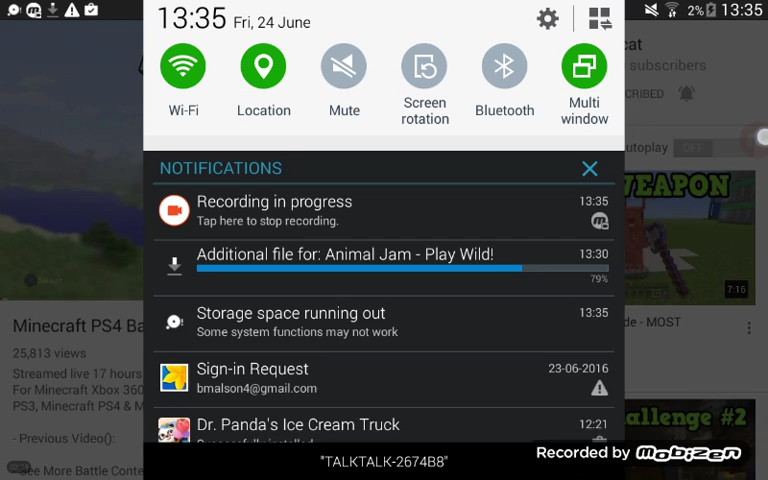 2% 13:35
13:35 Fri, 24 June
Wi-Fi Location Mute Screen rotation Bluetooth Multi window
NOTIFICATIONS
Recording in progress 13:35
Tap here to stop recording.
Additional file for: Animal Jam - Play Wild! 13:30
79%
Storage space running out 13:35
Some system functions may not work
Sign-in Request 23-06-2016
bmalson4@gmail.com
Dr. Panda's Ice Cream Truck 12:21
Successfully installed
"TALKTALK-2674B8"
Recorded by MOBIZEN
Select
Minecraft PS4 Ba
25,813 views
Streamed live 17 hours
For Minecraft Xbox 360
PS3, Minecraft PS4 & M
- Previous Video():
See More Battle Conte
cat
subscribers
CRIBED
utoplay OFF
WEAPON
7:16
de - MOST
allenge #2